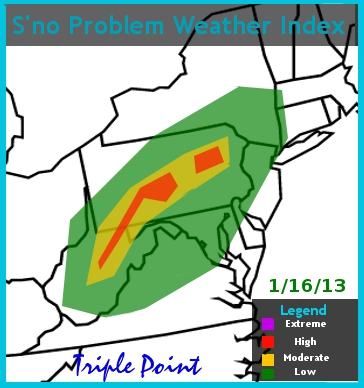 S'no Problem Weather Index
1/16/13
Legend
Extreme
High
Moderate
Low
Triple Point